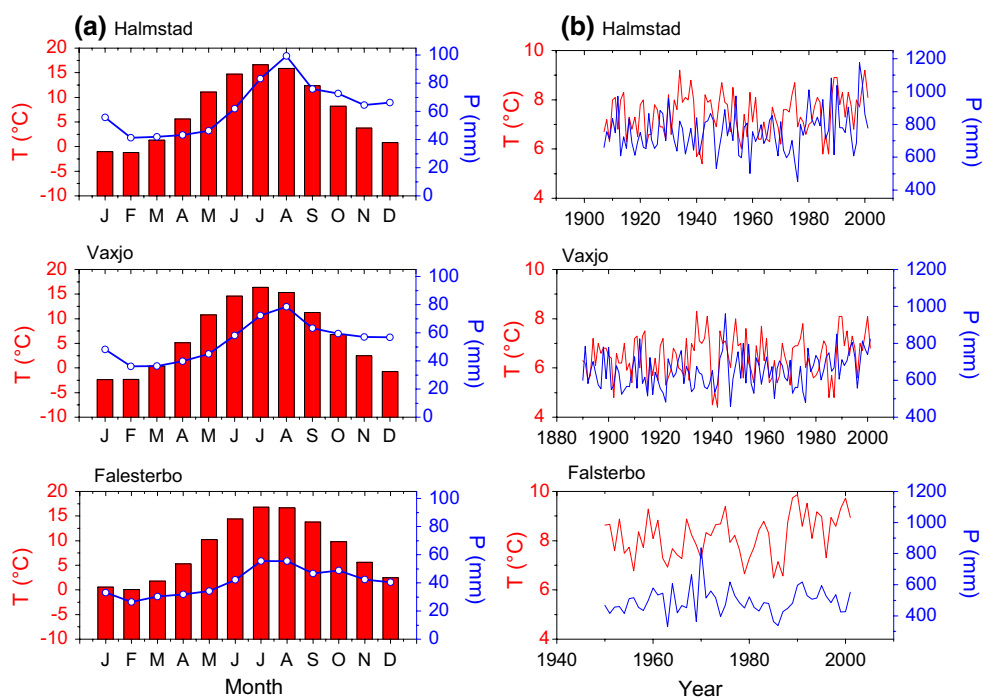 (a) Halmstad
20
15
10
5
0
-5
-10
T (°C)
100
80
60
40
20
0
P (mm)
J F M A M J J A S O N D
(b) Halmstad
10
8
6
4
T (°C)
1200
1000
800
600
400
P (mm)
1900 1920 1940 1960 1980 2000
Vaxjo
20
15
10
5
0
-5
-10
T (°C)
100
80
60
40
20
0
P (mm)
J F M A M J J A S O N D
Vaxjo
10
8
6
4
T (°C)
1200
1000
800
600
400
P (mm)
1880 1900 1920 1940 1960 1980 2000
Falesterbo
20
15
10
5
0
-5
-10
T (°C)
100
80
60
40
20
0
P (mm)
J F M A M J J A S O N D
Month
Falsterbo
10
8
6
4
T (°C)
1200
1000
800
600
400
P (mm)
1940 1960 1980 2000
Year